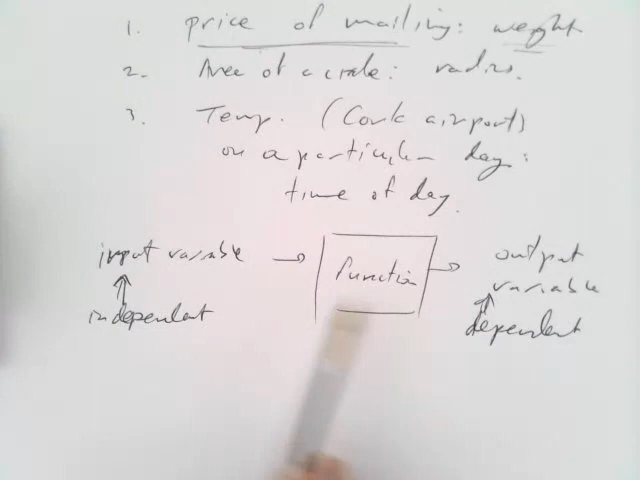 1. price of mailing: weight
2. Area of a circle: radius.
3. Temp. (Cork airport)
on a particular day:
time of day.
input variable → function → output
variable
independent
dependent